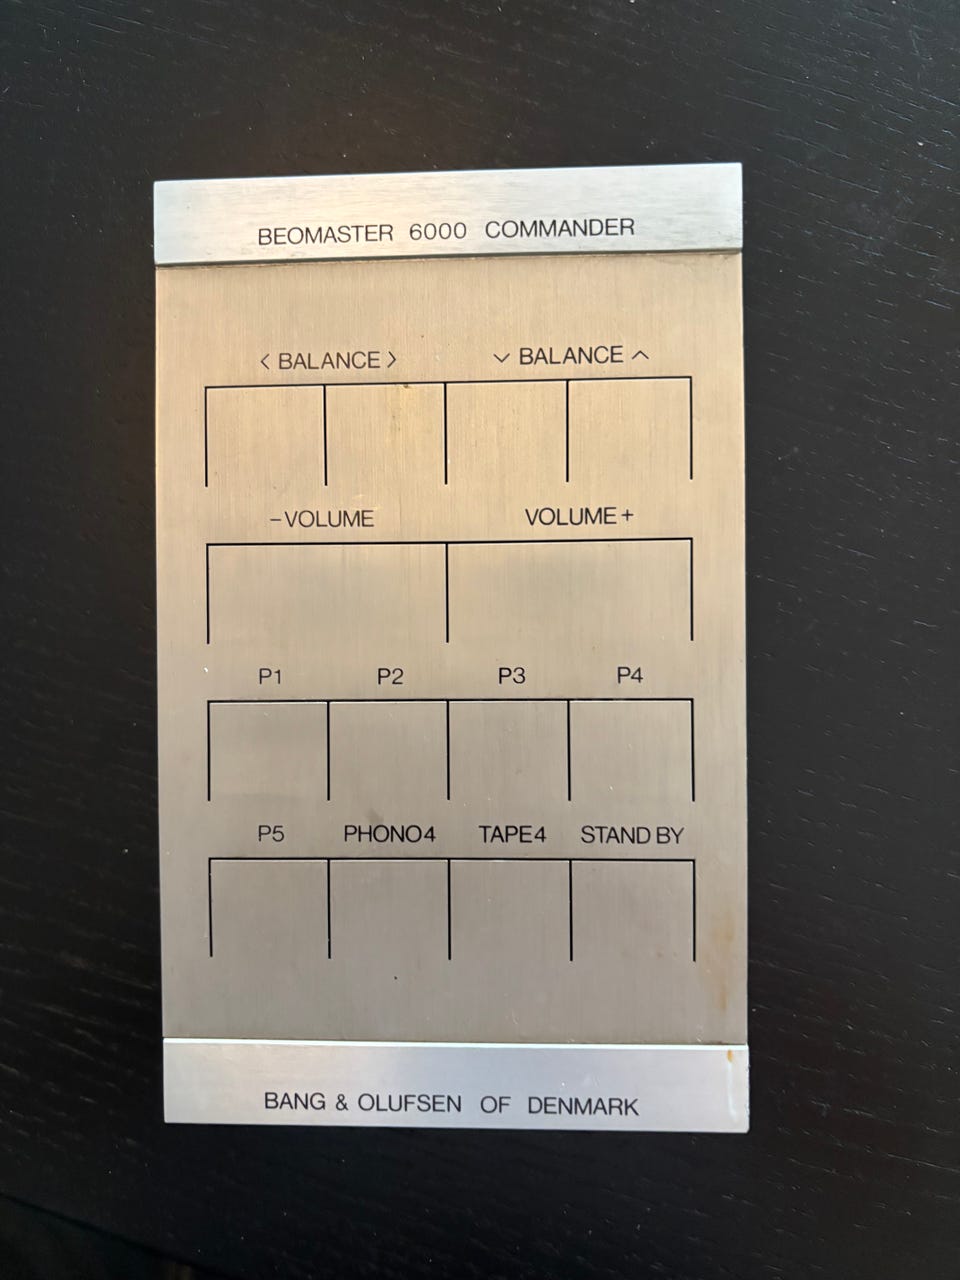 BEOMASTER 6000 COMMANDER
< BALANCE > ∨ BALANCE ∧
–VOLUME VOLUME+
P1 P2 P3 P4
P5 PHONO4 TAPE4 STAND BY
BANG & OLUFSEN OF DENMARK